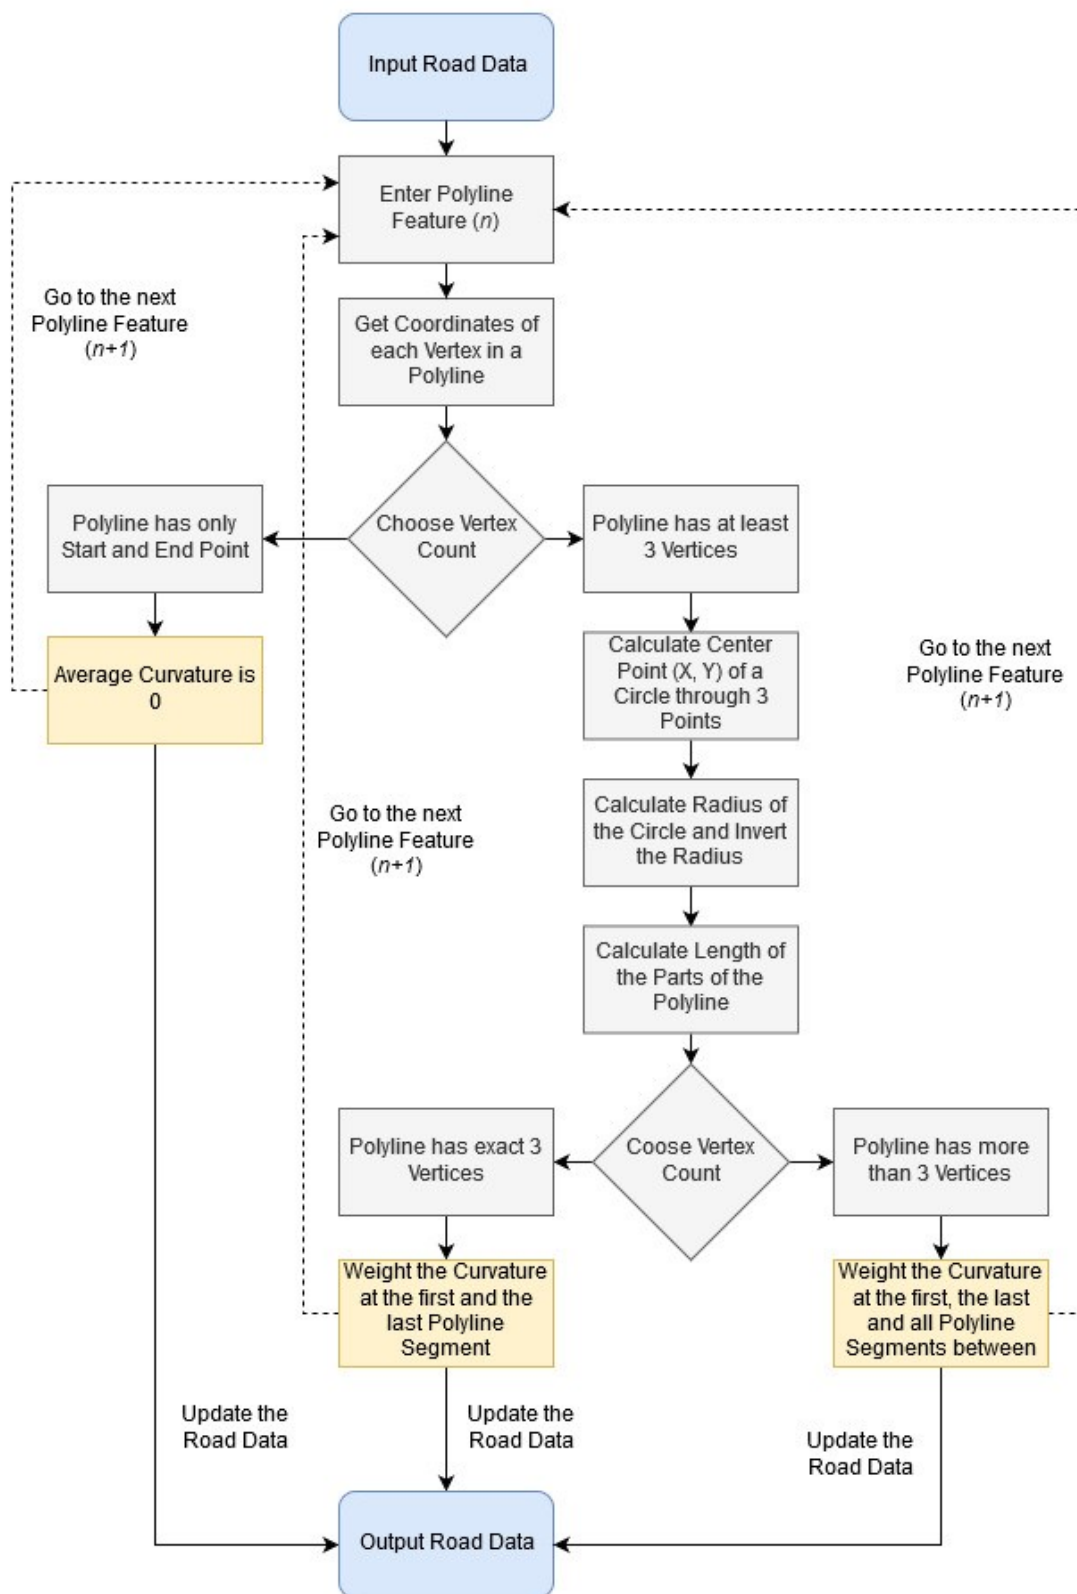 Input Road Data
Enter Polyline
Feature (n)
Go to the next
Polyline Feature
(n+1)
Get Coordinates of
each Vertex in a
Polyline
Polyline has only
Start and End Point
Choose Vertex
Count
Polyline has at least
3 Vertices
Average Curvature is
0
Calculate Center
Point (X, Y) of a
Circle through 3
Points
Go to the next
Polyline Feature
(n+1)
Go to the next
Polyline Feature
(n+1)
Calculate Radius of
the Circle and Invert
the Radius
Calculate Length of
the Parts of the
Polyline
Polyline has exact 3
Vertices
Coose Vertex
Count
Polyline has more
than 3 Vertices
Weight the Curvature
at the first and the
last Polyline
Segment
Weight the Curvature
at the first, the last
and all Polyline
Segments between
Update the
Road Data
Update the
Road Data
Update the
Road Data
Output Road Data